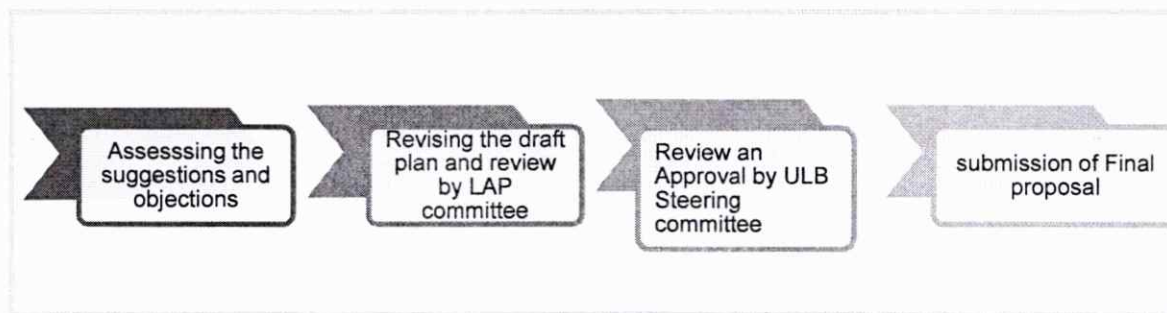 Assesssing the
suggestions and
objections
Revising the draft
plan and review
by LAP
committee
Review an
Approval by ULB
Steering
committee
submission of Final
proposal